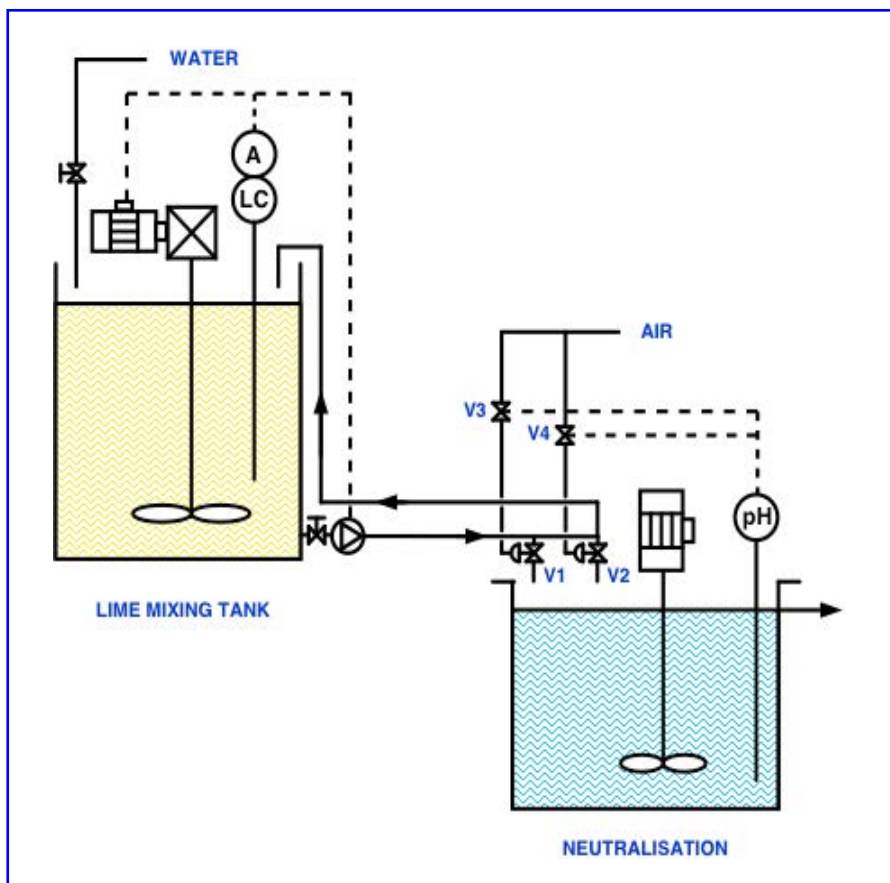 WATER
A
LC
AIR
V3
V4
pH
V1
V2
LIME MIXING TANK
NEUTRALISATION